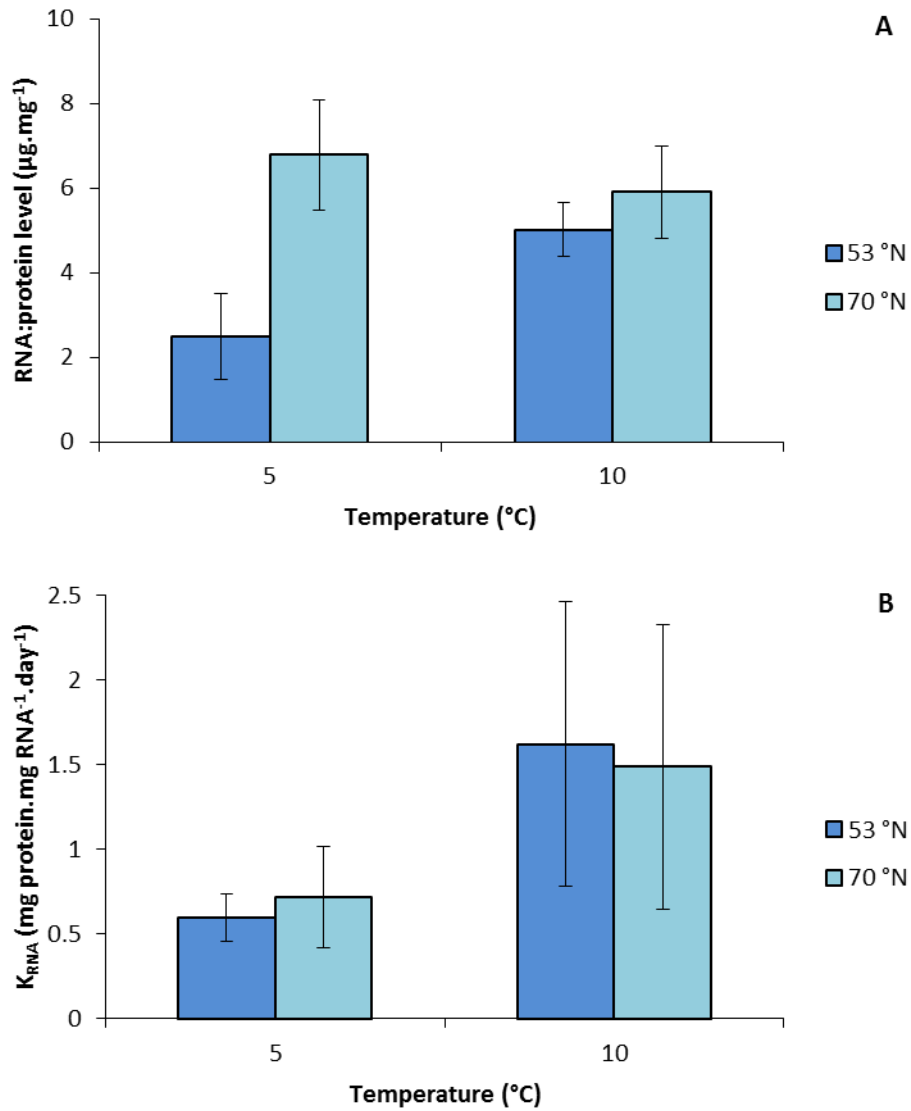 A
RNA:protein level (µg.mg⁻¹)
10
8
6
4
2
0
5 10
Temperature (°C)
53 °N
70 °N
B
K_RNA (mg protein.mg RNA⁻¹.day⁻¹)
2.5
2
1.5
1
0.5
0
5 10
Temperature (°C)
53 °N
70 °N